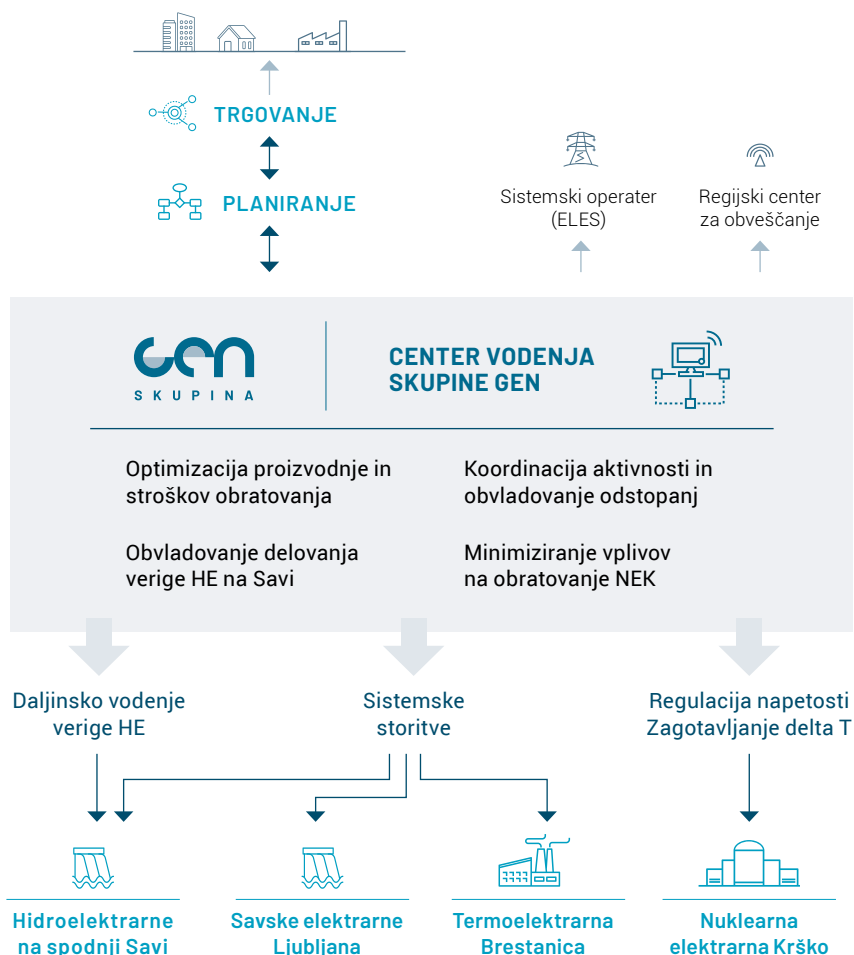 TRGOVANJE
PLANIRANJE
Sistemski operater
(ELES)
Regijski center
za obveščanje
gen
SKUPINA
CENTER VODENJA
SKUPINE GEN
Optimizacija proizvodnje in
stroškov obratovanja
Koordinacija aktivnosti in
obvladovanje odstopanj
Obvladovanje delovanja
verige HE na Savi
Minimiziranje vplivov
na obratovanje NEK
Daljinsko vodenje
verige HE
Sistemske
storitve
Regulacija napetosti
Zagotavljanje delta T
Hidroelektrarne
na spodnji Savi
Savske elektrarne
Ljubljana
Termoelektrarna
Brestanica
Nuklearna
elektrarna Krško